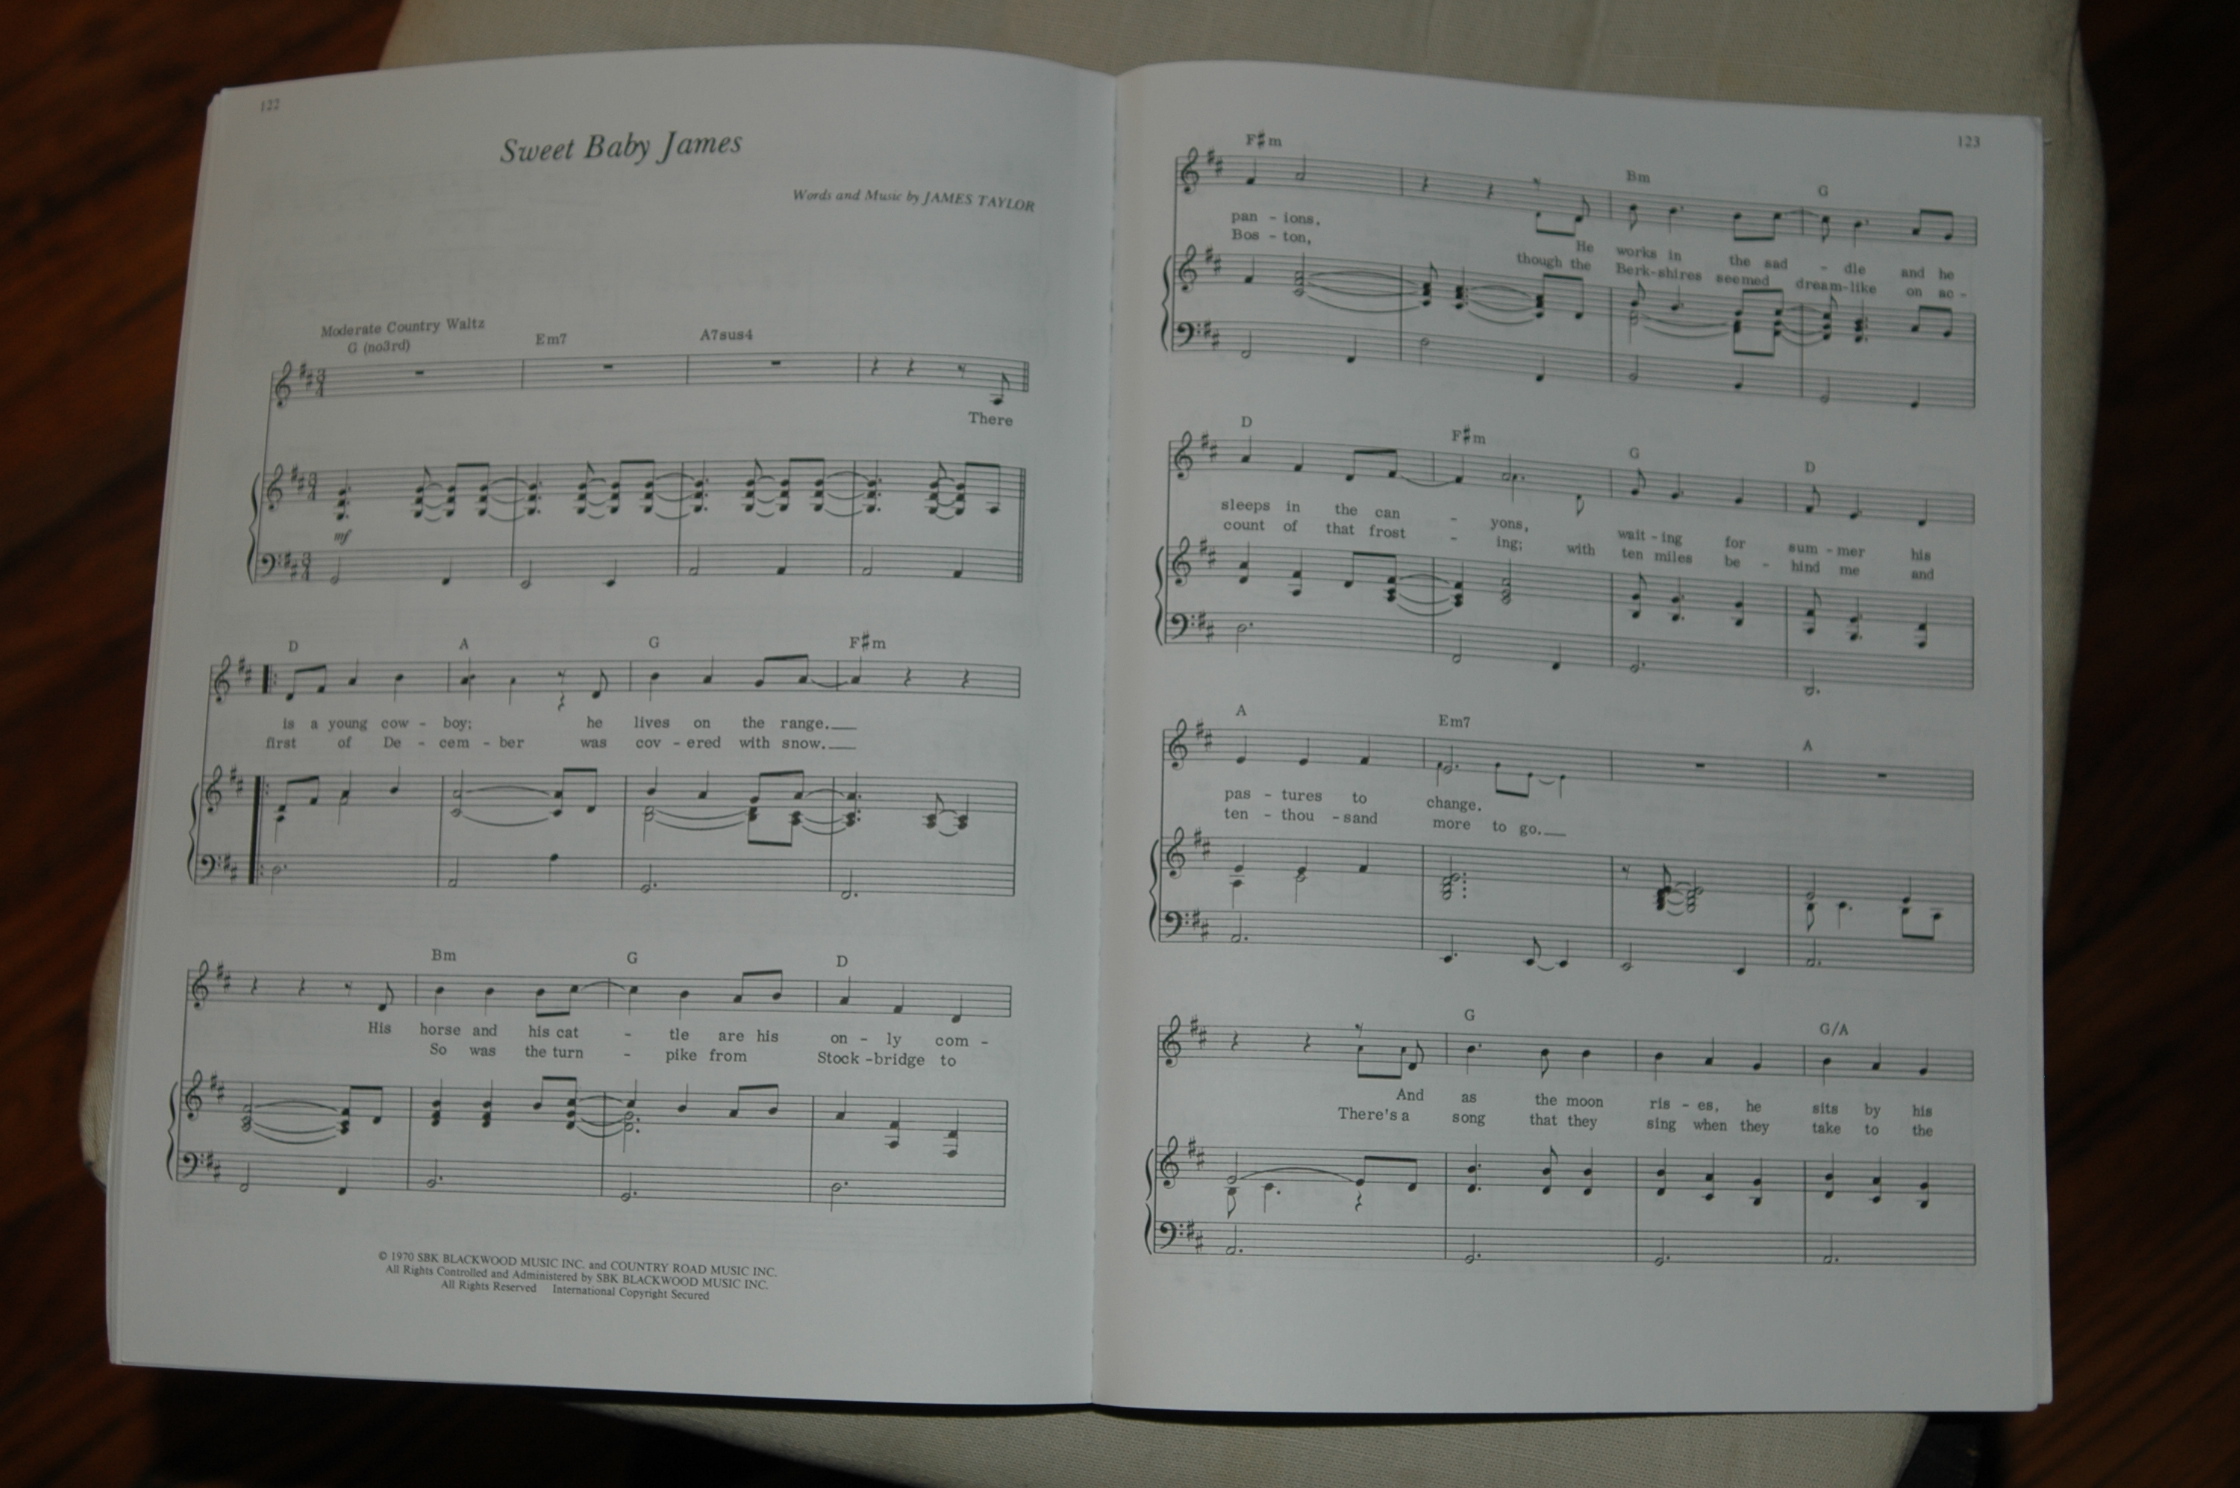 122
Sweet Baby James
Words and Music by JAMES TAYLOR
Moderate Country Waltz
G (no3rd) Em7 A7sus4
There
mf
D A G F♯m
is a young cow - boy; he lives on the range.
first of De - cem - ber was cov - ered with snow.
Bm G D
His horse and his cat - tle are his on - ly com -
So was the turn - pike from Stock - bridge to
© 1970 SBK BLACKWOOD MUSIC INC. and COUNTRY ROAD MUSIC INC.
All Rights Controlled and Administered by SBK BLACKWOOD MUSIC INC.
All Rights Reserved International Copyright Secured
123
F♯m Bm G
pan - ions, He works in the sad - dle and he
Bos - ton, though the Berk-shires seemed dream-like on ac -
D F♯m G D
sleeps in the can - yons, wait - ing for sum - mer his
count of that frost - ing; with ten miles be - hind me and
A Em7 A
pas - tures to change.
ten - thou - sand more to go.
G G/A
And as the moon ris - es, he sits by his
There's a song that they sing when they take to the